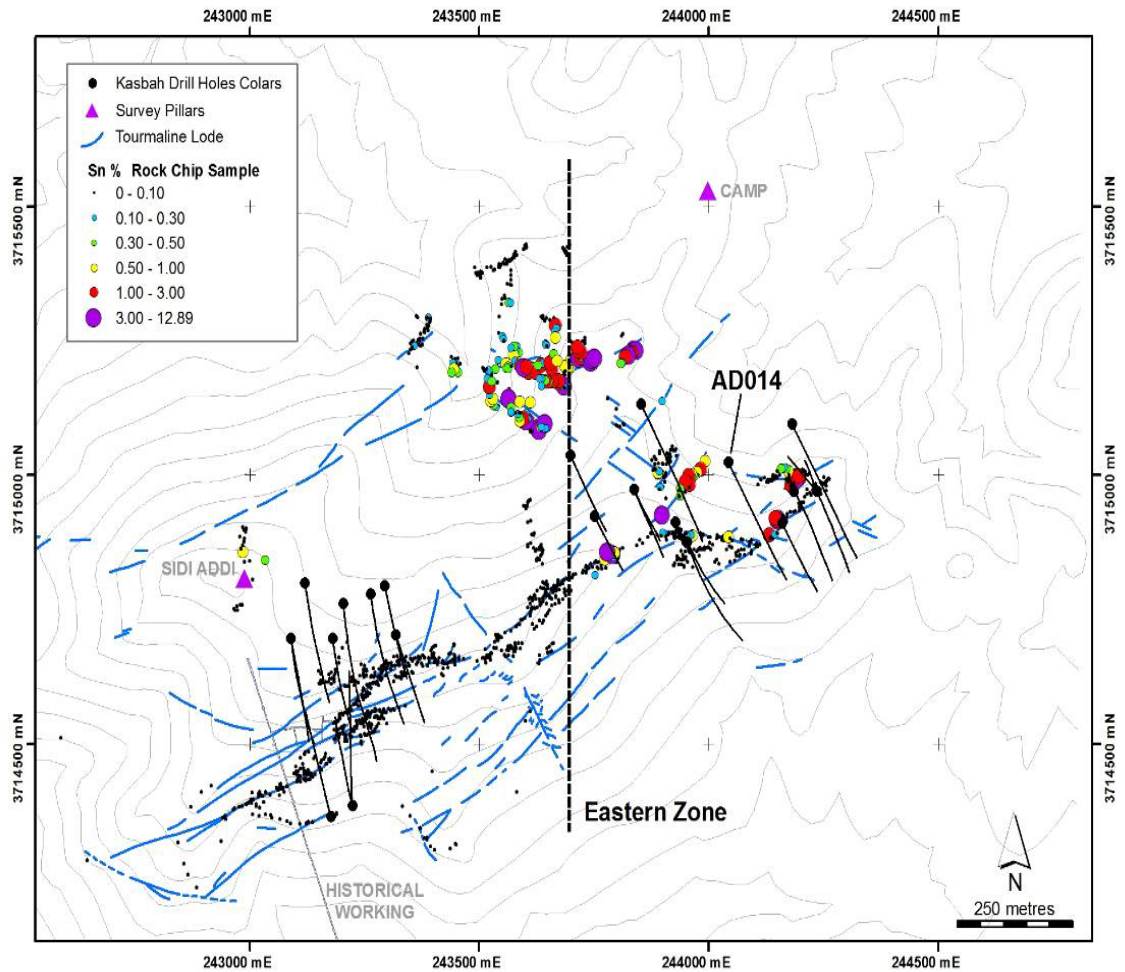 243000 mE 243500 mE 244000 mE 244500 mE
Kasbah Drill Holes Colars
Survey Pillars
Tourmaline Lode
Sn % Rock Chip Sample
0 - 0.10
0.10 - 0.30
0.30 - 0.50
0.50 - 1.00
1.00 - 3.00
3.00 - 12.89
CAMP
3715500 mN 3715500 mN
AD014
3715000 mN 3715000 mN
SIDI ADDI
3714500 mN 3714500 mN
Eastern Zone
HISTORICAL
WORKING
N
250 metres
243000 mE 243500 mE 244000 mE 244500 mE